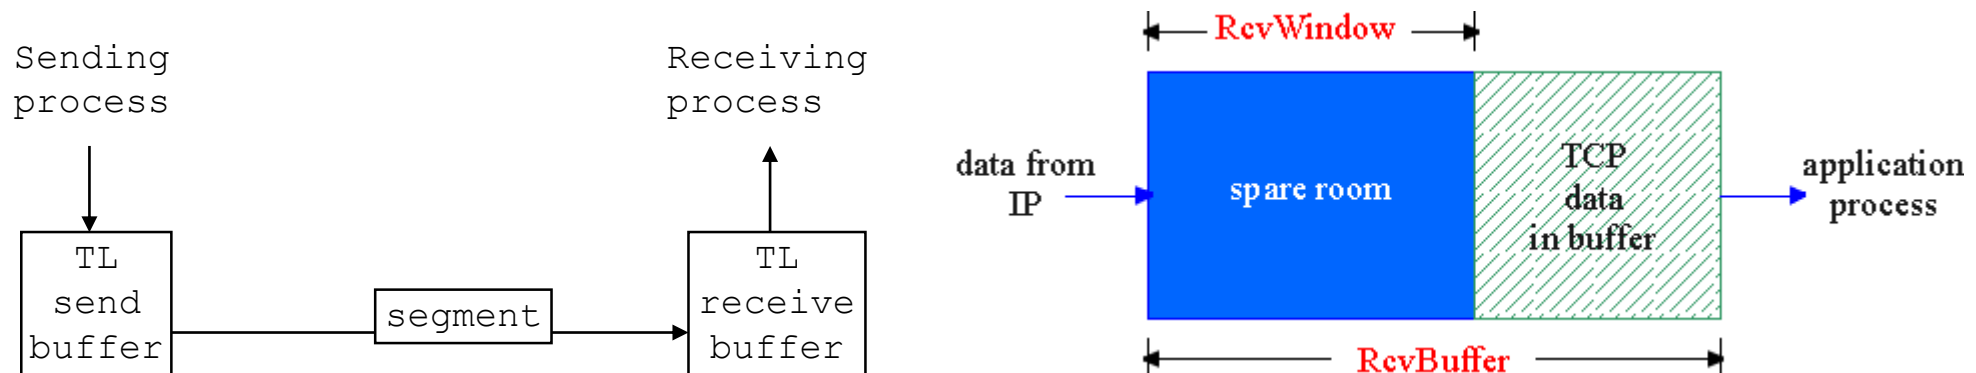 Sending
process
Receiving
process
TL
send
buffer
segment
TL
receive
buffer
RcvWindow
data from
IP
spare room
TCP
data
in buffer
application
process
RcvBuffer